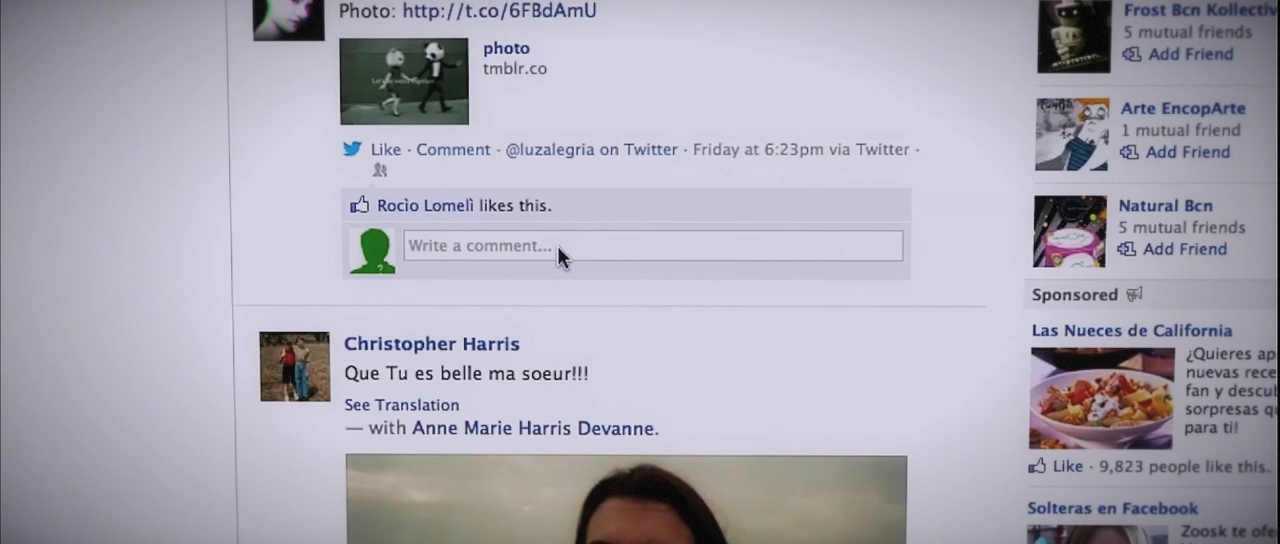 Photo: http://t.co/6FBdAmU
photo
tmblr.co
Like · Comment · @luzalegria on Twitter · Friday at 6:23pm via Twitter ·
Rocìo Lomelì likes this.
Write a comment...
Christopher Harris
Que Tu es belle ma soeur!!!
See Translation
— with Anne Marie Harris Devanne.
Frost Bcn Kollectiv
5 mutual friends
Add Friend
Arte EncopArte
1 mutual friend
Add Friend
Natural Bcn
5 mutual friends
Add Friend
Sponsored
Las Nueces de California
¿Quieres ap
nuevas rece
fan y descu
sorpresas q
para ti!
Like · 9,823 people like this.
Solteras en Facebook
Zoosk te ofe